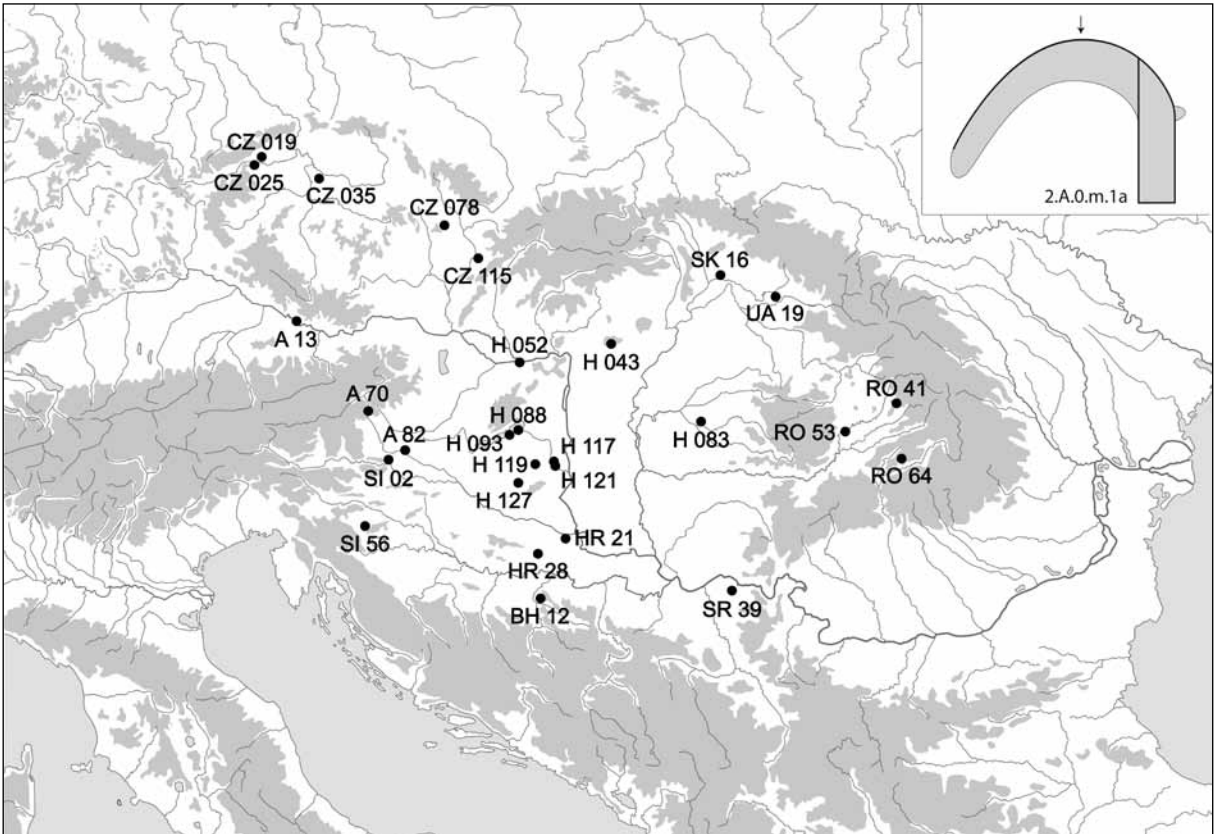 2.A.0.m.1a
CZ 019
CZ 025
CZ 035
CZ 078
CZ 115
SK 16
UA 19
A 13
H 052
H 043
A 70
RO 41
H 088
A 82
H 093
H 083
RO 53
H 117
SI 02
H 119
H 121
RO 64
H 127
SI 56
HR 21
HR 28
BH 12
SR 39